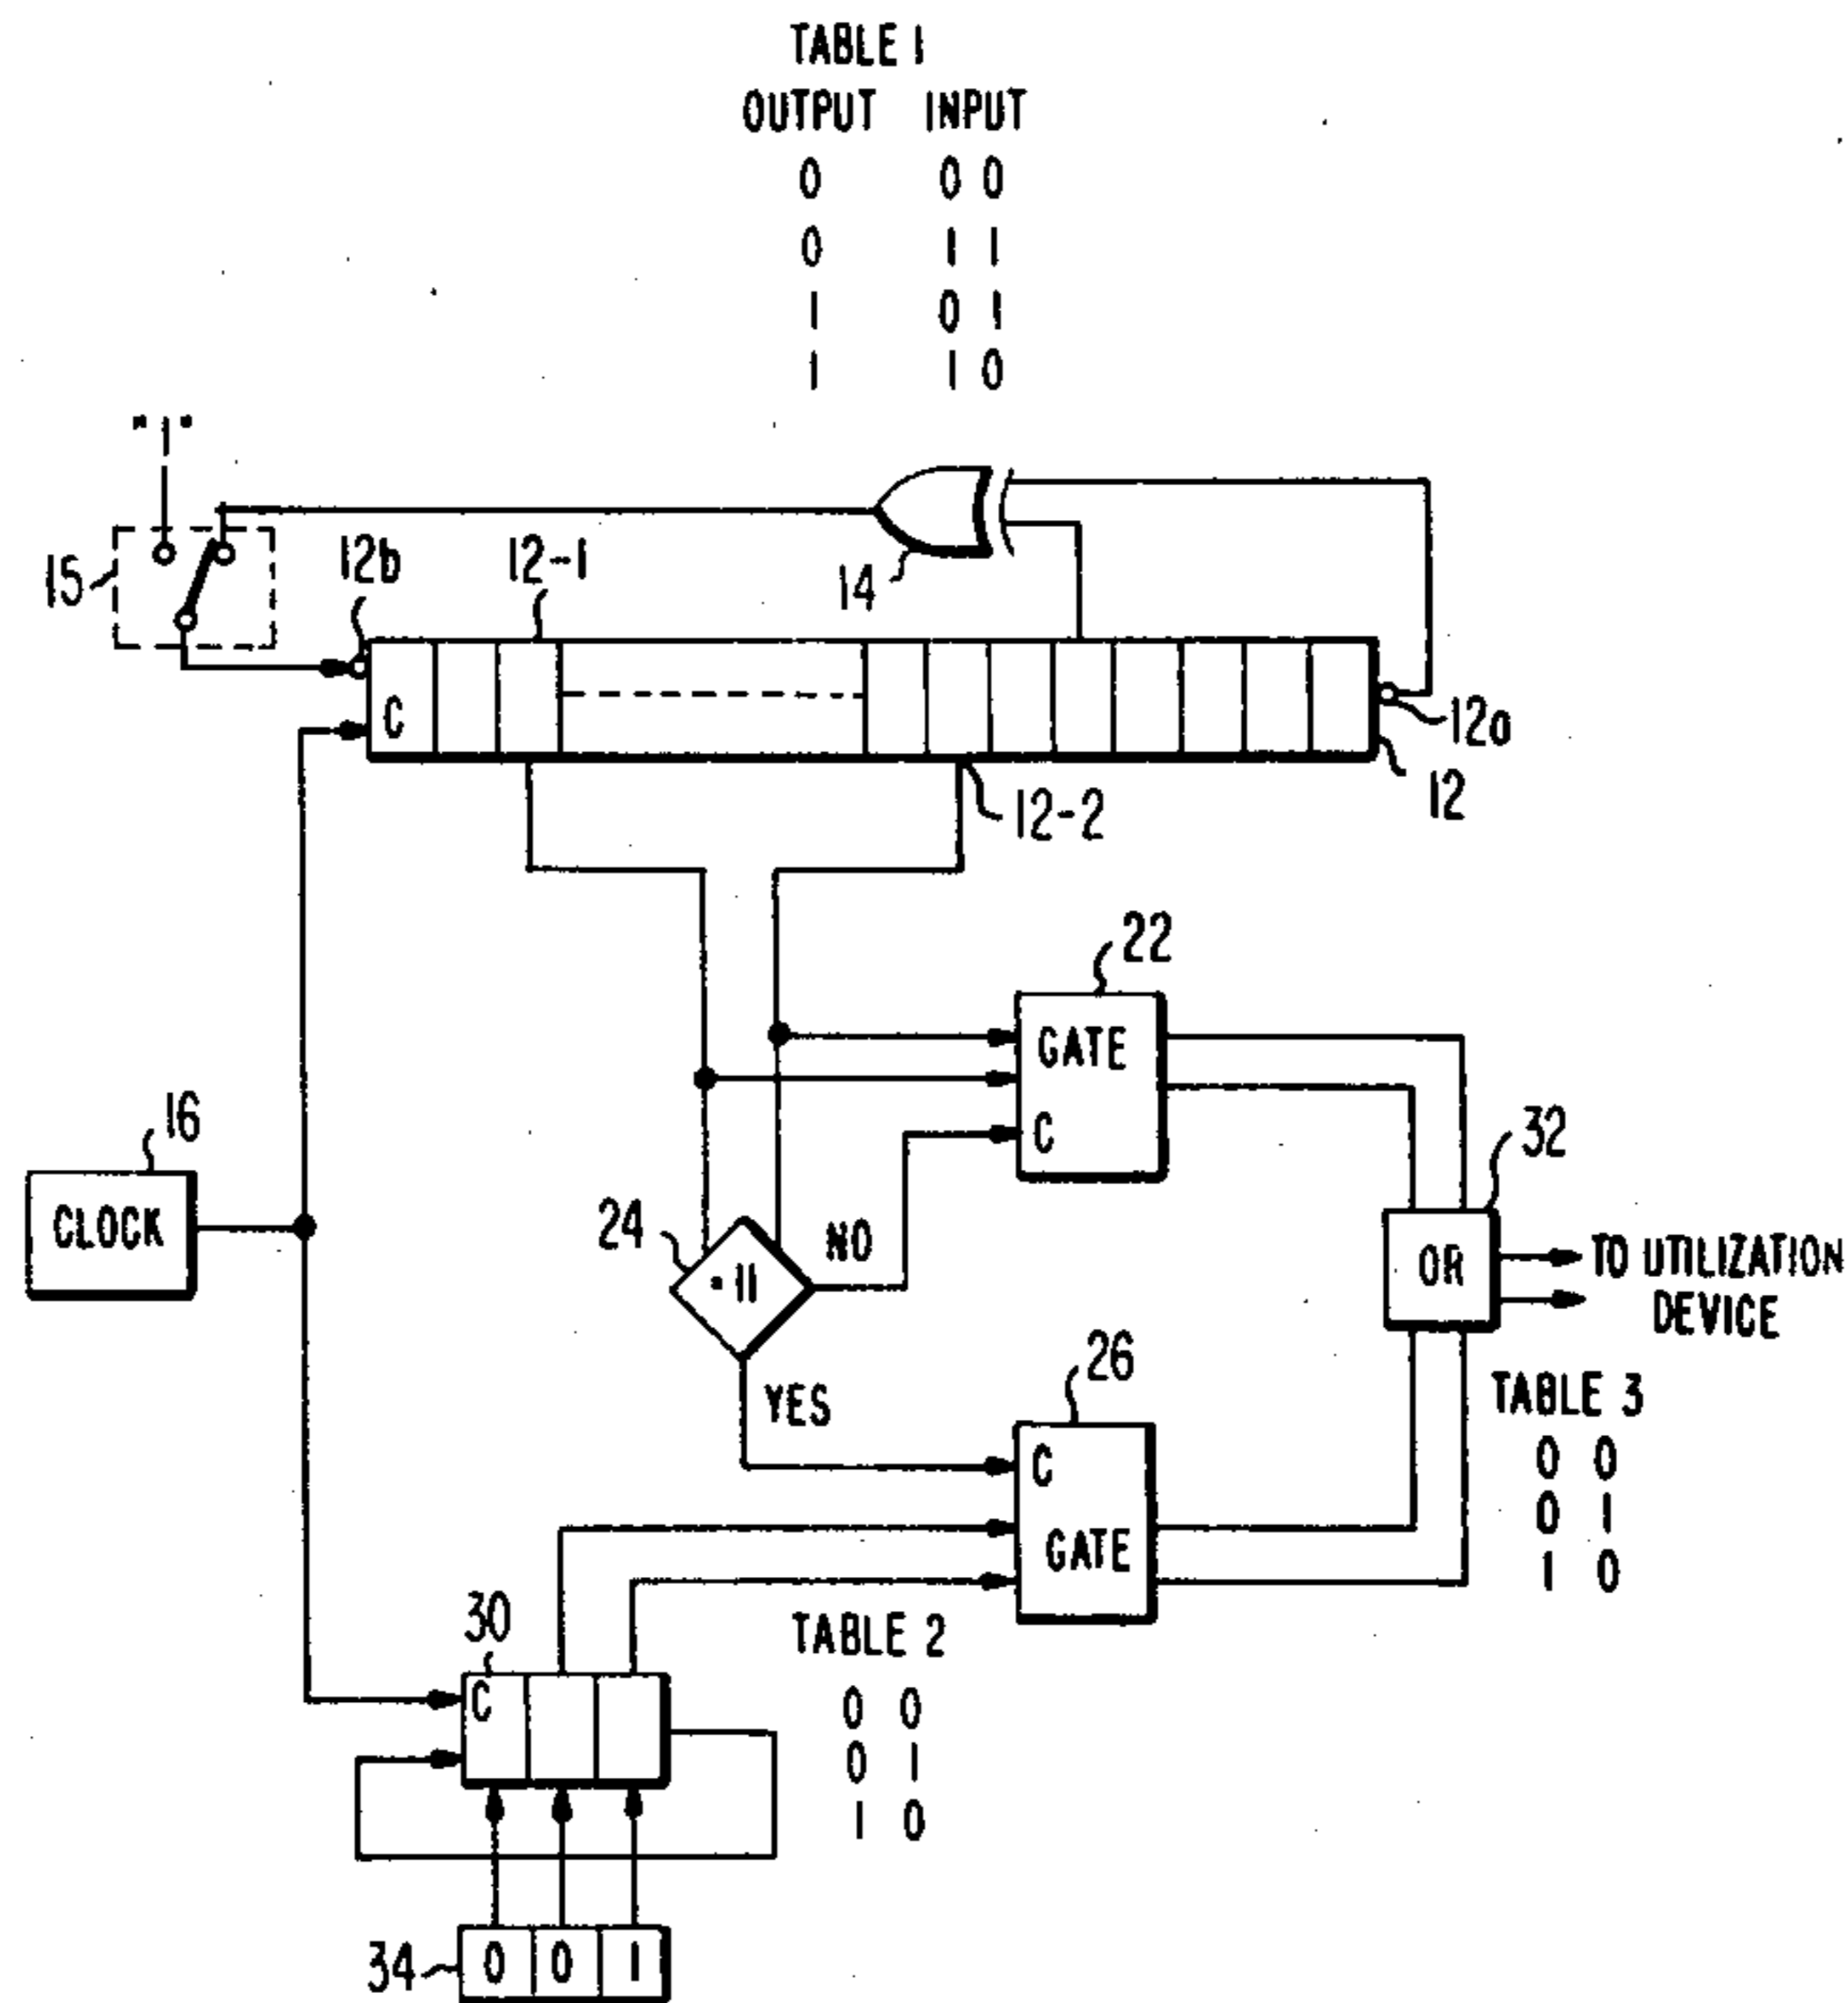 TABLE 1
OUTPUT INPUT
0 0 0
0 1 1
1 0 1
1 1 0
"1"
15
12b
12-1
14
12a
C
12
12-2
22
GATE
C
16
CLOCK
32
24
NO
= 11
OR
TO UTILIZATION
DEVICE
26
YES
TABLE 3
C
0 0
GATE
0 1
1 0
30
TABLE 2
C
0 0
0 1
1 0
34
0 0 1